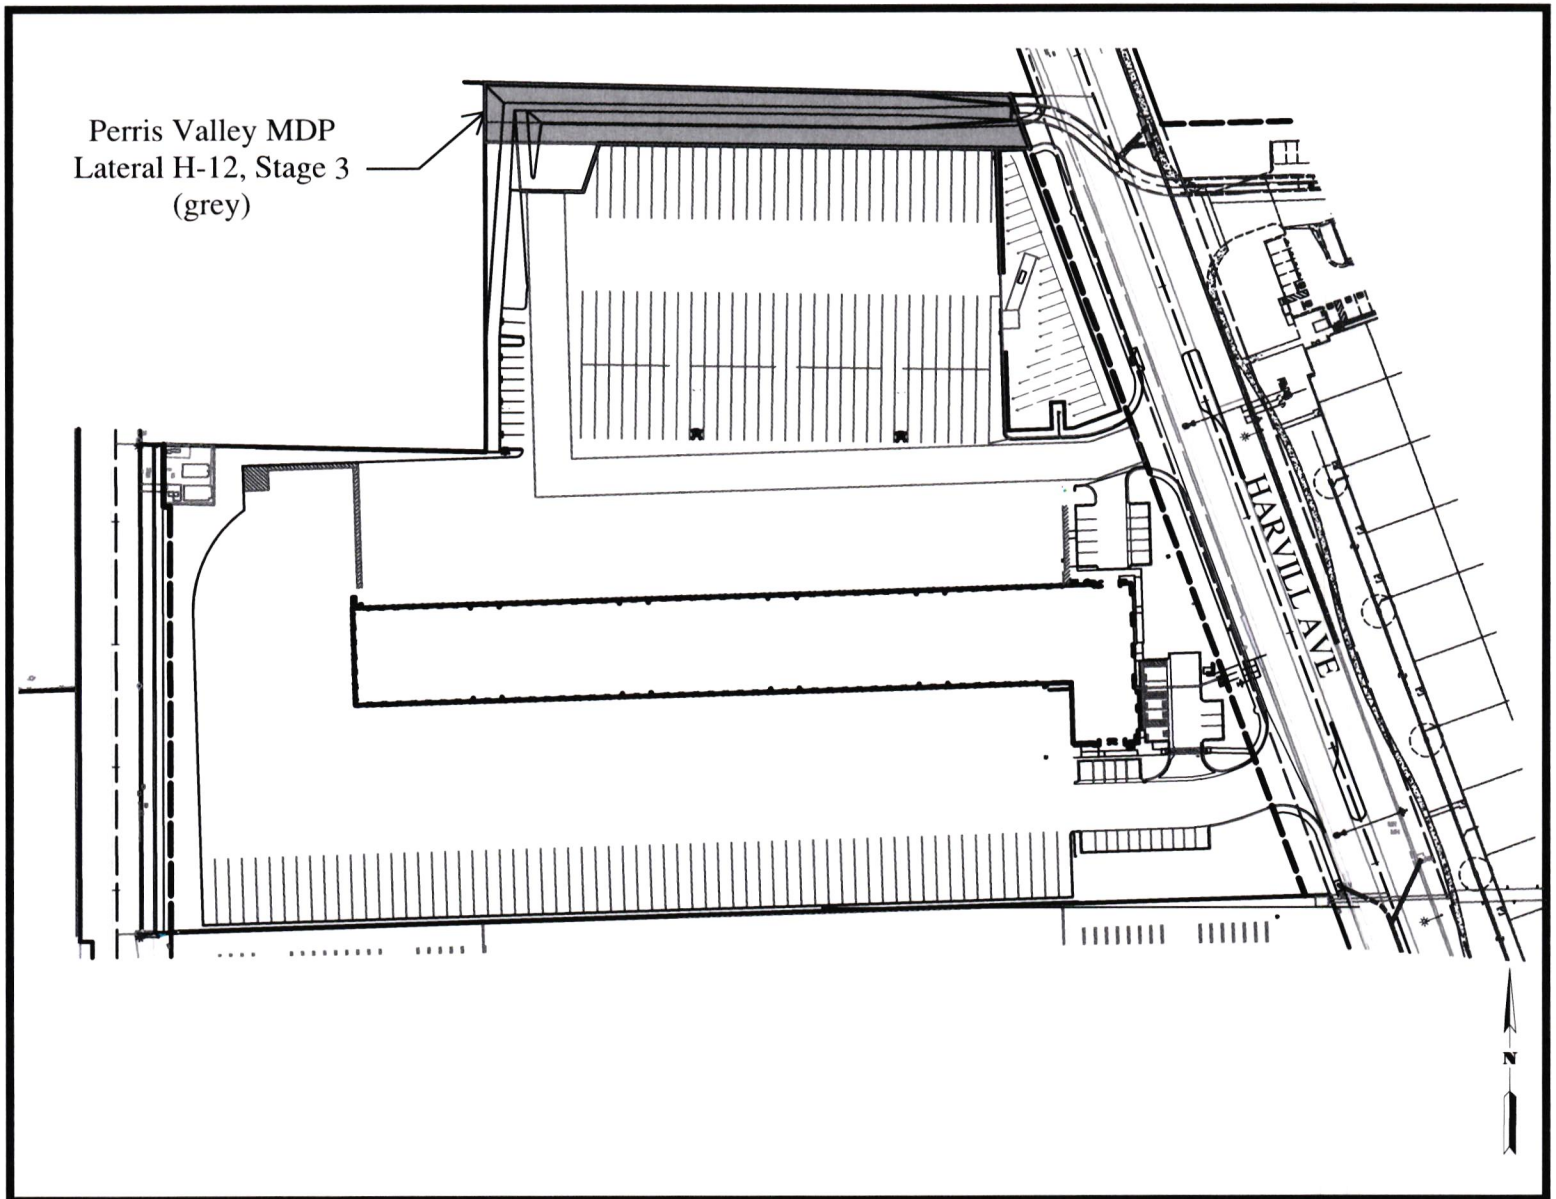 Perris Valley MDP
Lateral H-12, Stage 3
(grey)
HARVILL AVE
N